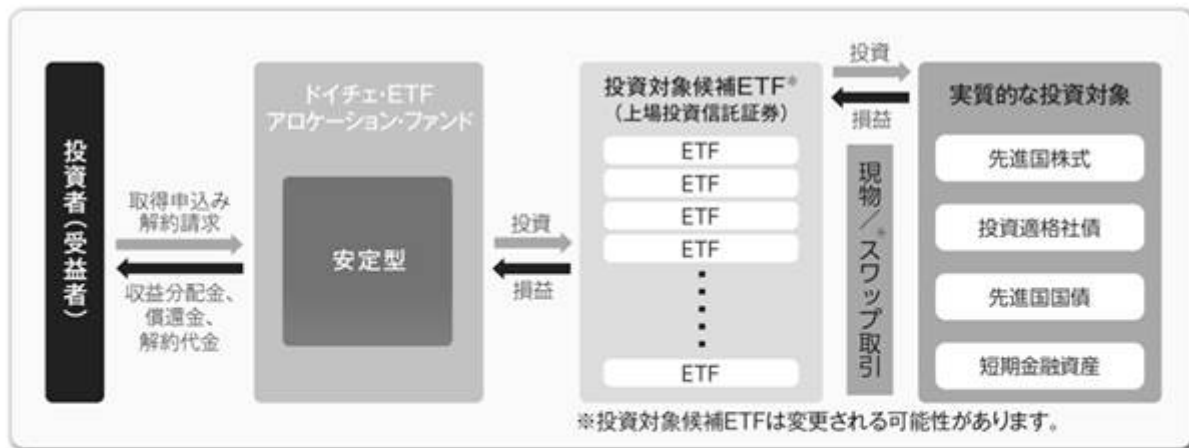 投資者（受益者）
取得申込み
解約請求
収益分配金、
償還金、
解約代金
ドイチェ・ETF
アロケーション・ファンド
安定型
投資
損益
投資対象候補ETF※
（上場投資信託証券）
ETF
ETF
ETF
ETF
ETF
投資
損益
現物／※スワップ取引
実質的な投資対象
先進国株式
投資適格社債
先進国国債
短期金融資産
※投資対象候補ETFは変更される可能性があります。